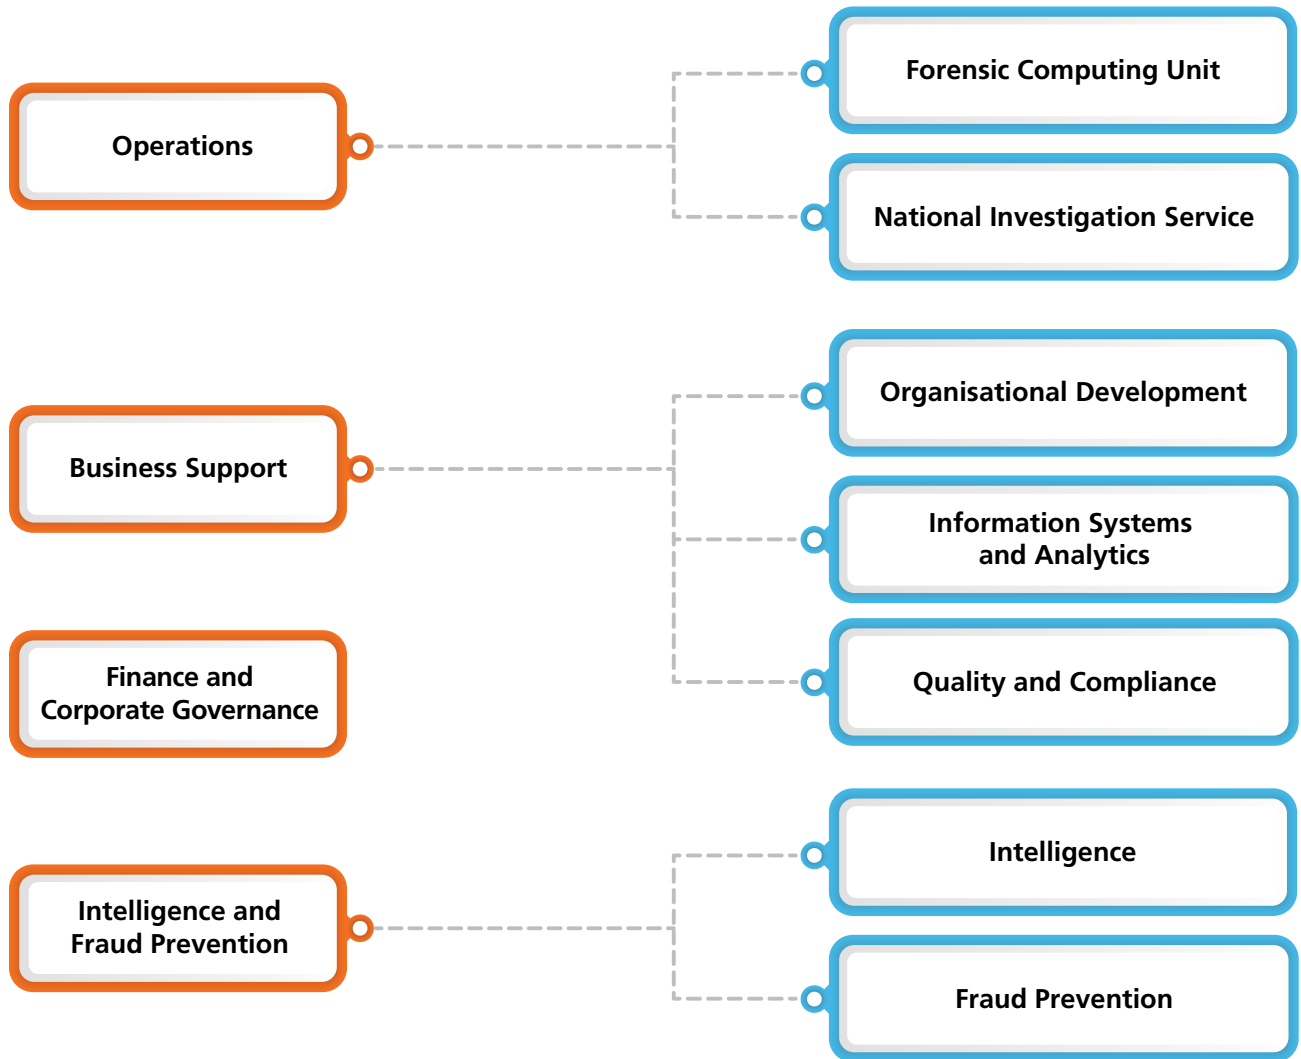 Operations
Forensic Computing Unit
National Investigation Service
Business Support
Organisational Development
Information Systems
and Analytics
Quality and Compliance
Finance and
Corporate Governance
Intelligence and
Fraud Prevention
Intelligence
Fraud Prevention